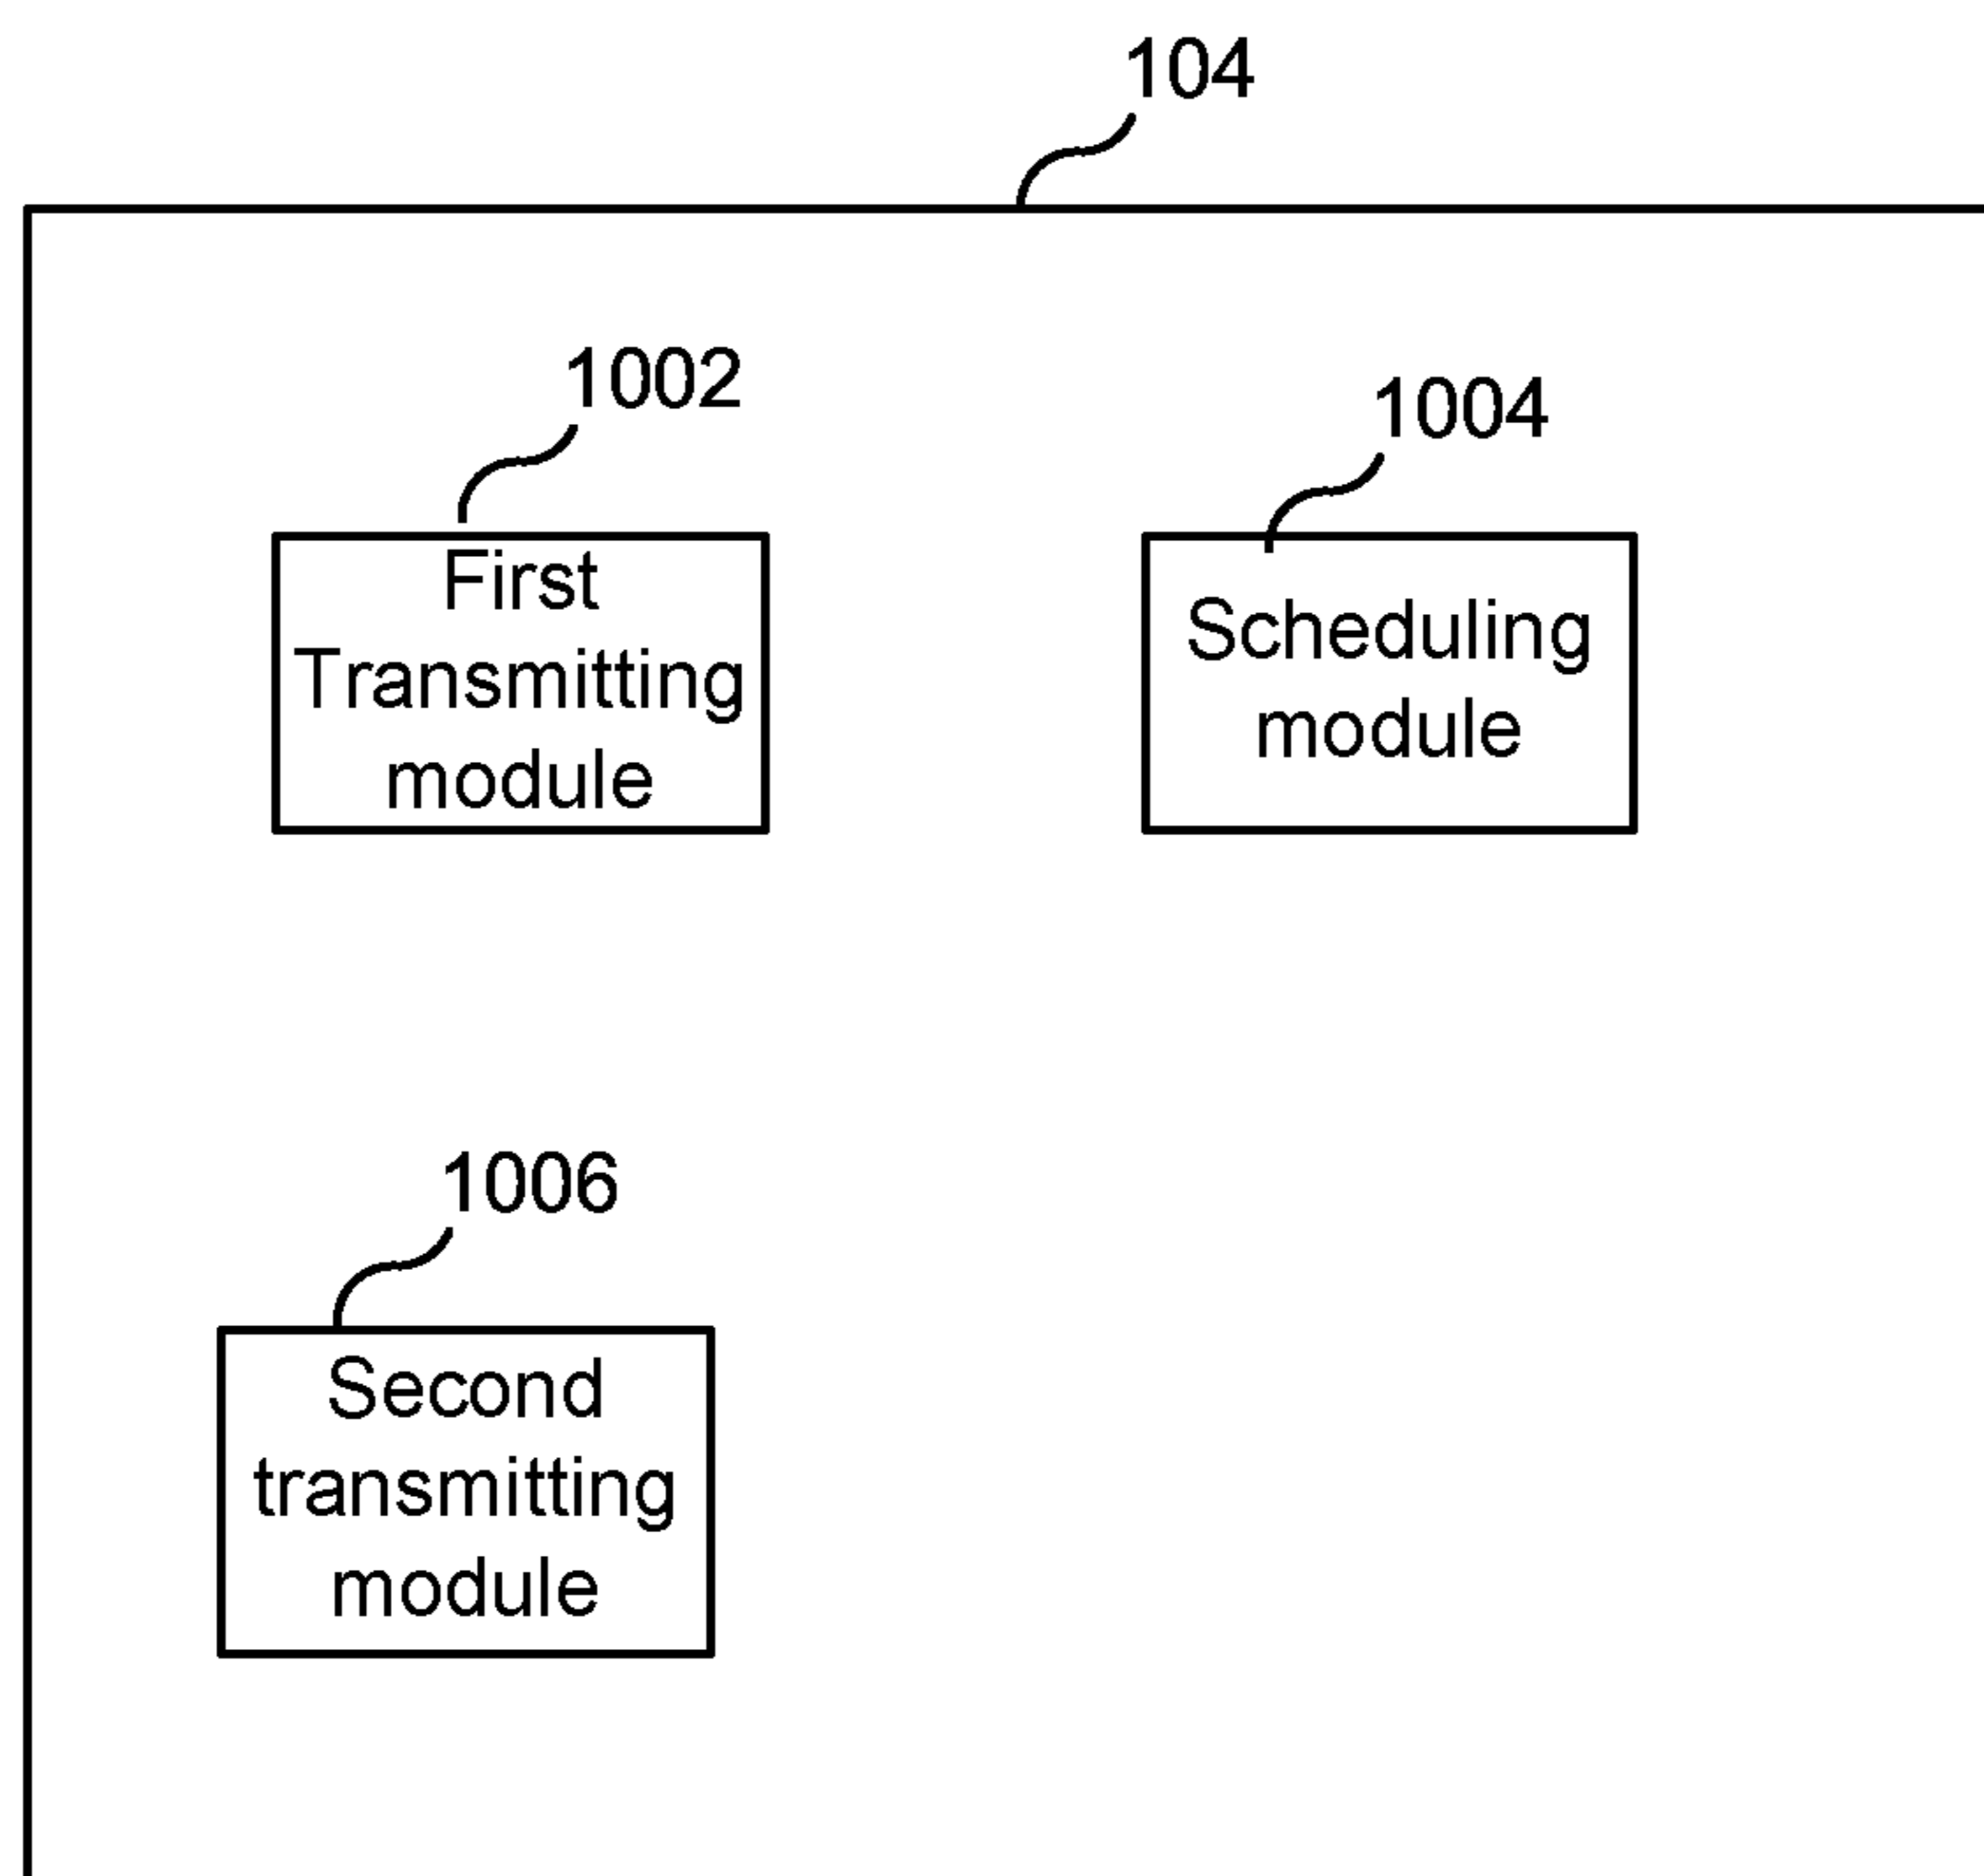 104
1002
1004
First
Transmitting
module
Scheduling
module
1006
Second
transmitting
module